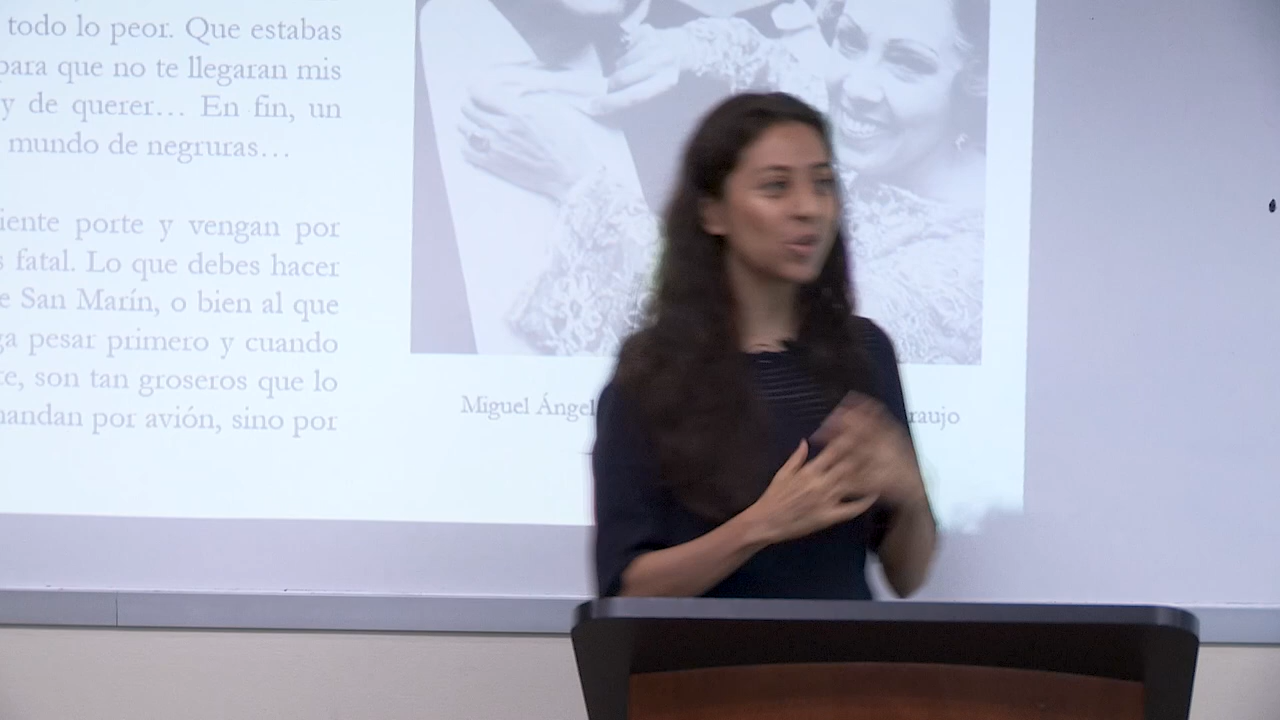 todo lo peor. Que estabas
para que no te llegaran mis
y de querer... En fin, un
mundo de negruras...
iente porte y vengan por
s fatal. Lo que debes hacer
e San Marín, o bien al que
ga pesar primero y cuando
te, son tan groseros que lo
nandan por avión, sino por
Miguel Ángel
raujo